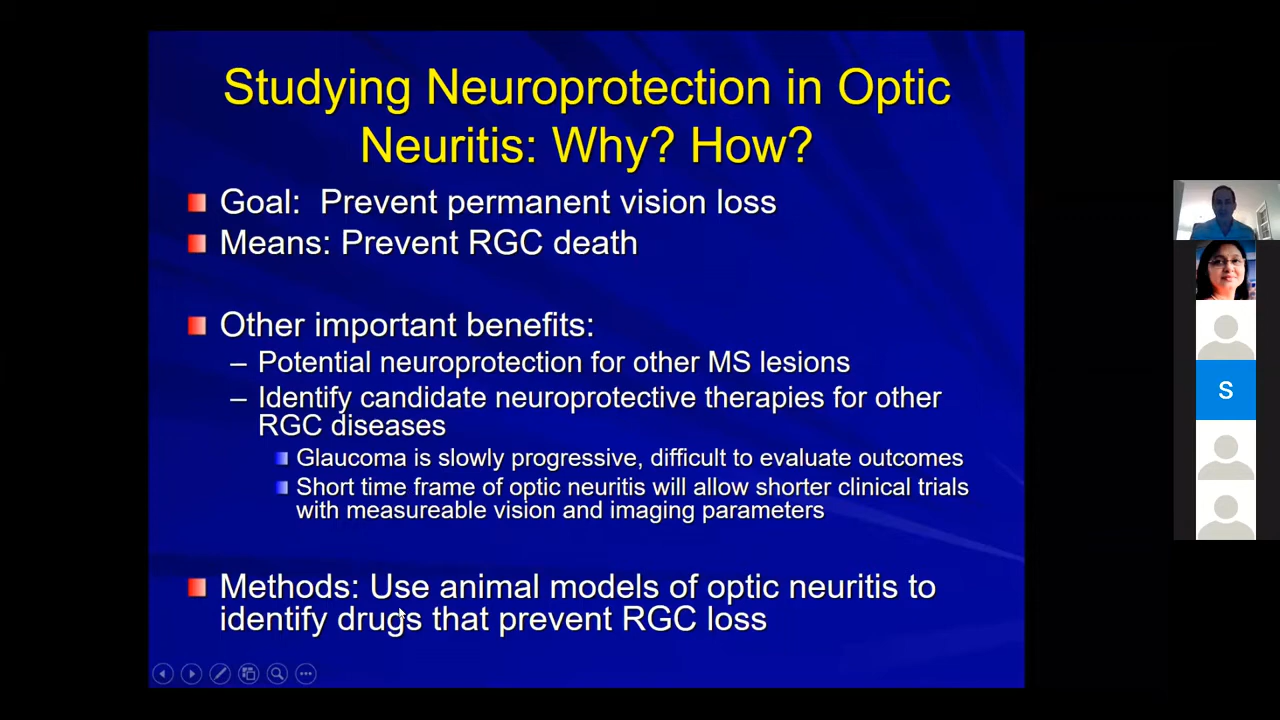 Studying Neuroprotection in Optic
Neuritis: Why? How?
Goal: Prevent permanent vision loss
Means: Prevent RGC death
Other important benefits:
– Potential neuroprotection for other MS lesions
– Identify candidate neuroprotective therapies for other
RGC diseases
Glaucoma is slowly progressive, difficult to evaluate outcomes
Short time frame of optic neuritis will allow shorter clinical trials
with measureable vision and imaging parameters
Methods: Use animal models of optic neuritis to
identify drugs that prevent RGC loss
S